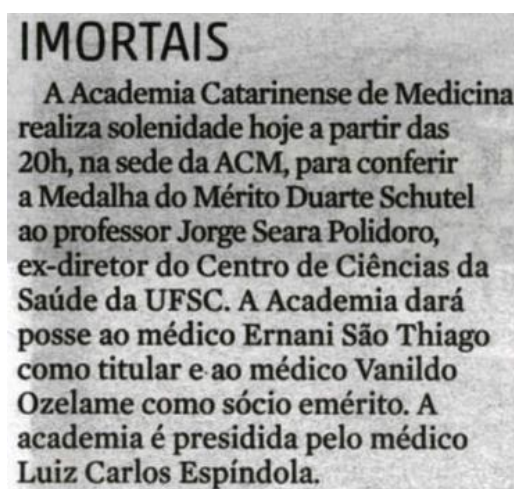 IMORTAIS
A Academia Catarinense de Medicina
realiza solenidade hoje a partir das
20h, na sede da ACM, para conferir
a Medalha do Mérito Duarte Schutel
ao professor Jorge Seara Polidoro,
ex-diretor do Centro de Ciências da
Saúde da UFSC. A Academia dará
posse ao médico Ernani São Thiago
como titular e ao médico Vanildo
Ozelame como sócio emérito. A
academia é presidida pelo médico
Luiz Carlos Espíndola.